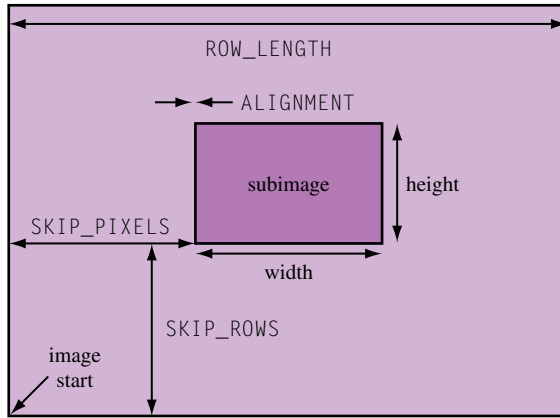 ROW_LENGTH
ALIGNMENT
subimage
height
SKIP_PIXELS
width
SKIP_ROWS
image
start